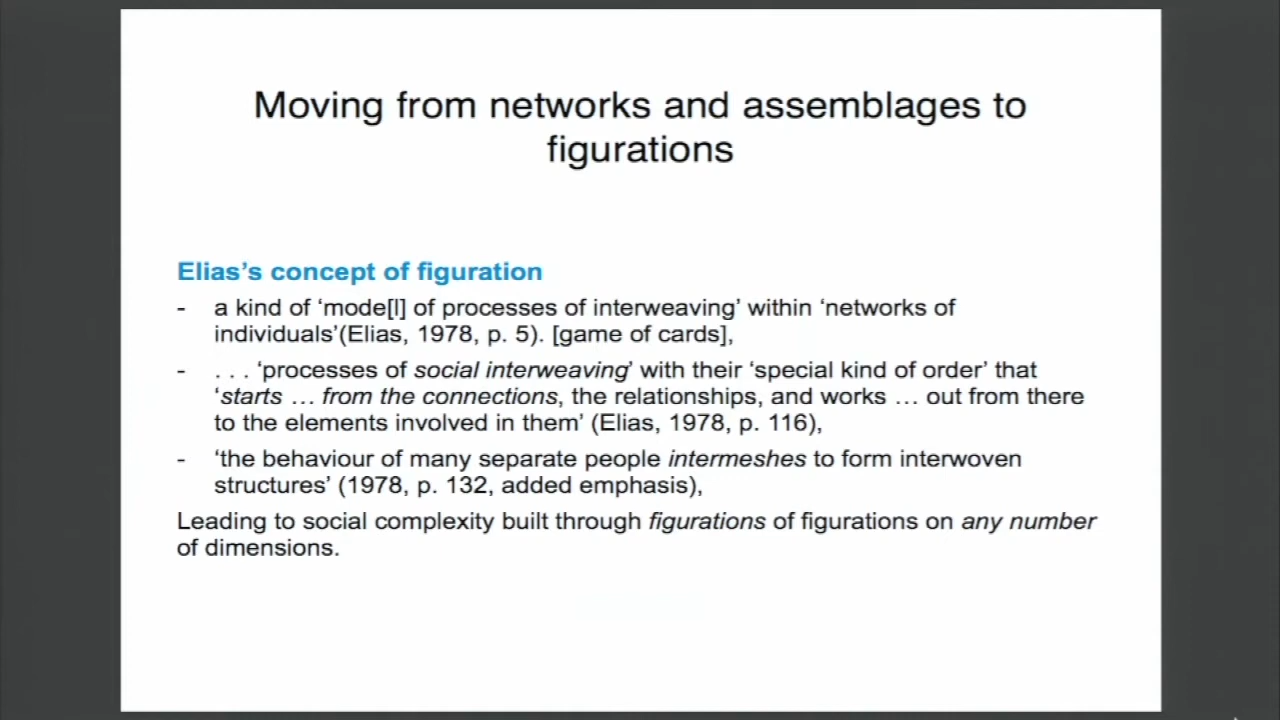 Moving from networks and assemblages to
figurations
Elias's concept of figuration
- a kind of ‘mode[l] of processes of interweaving’ within ‘networks of
individuals’(Elias, 1978, p. 5). [game of cards],
- . . . ‘processes of social interweaving’ with their ‘special kind of order’ that
‘starts … from the connections, the relationships, and works … out from there
to the elements involved in them’ (Elias, 1978, p. 116),
- ‘the behaviour of many separate people intermeshes to form interwoven
structures’ (1978, p. 132, added emphasis),
Leading to social complexity built through figurations of figurations on any number
of dimensions.